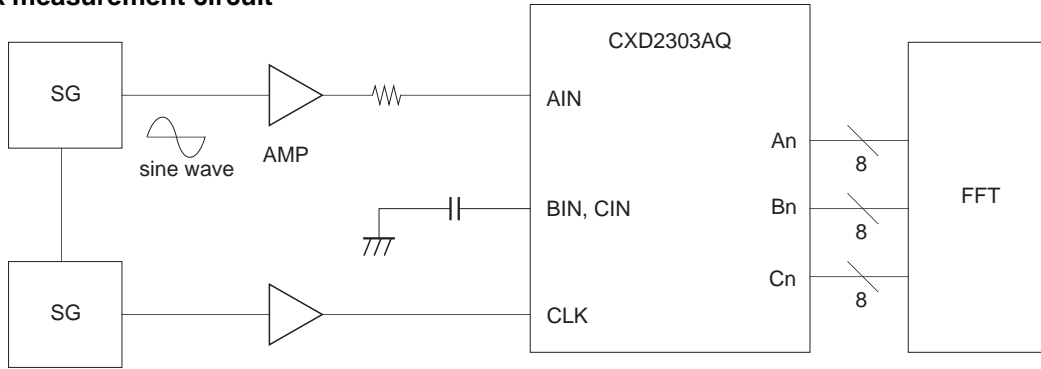 measurement circuit
CXD2303AQ
SG
AIN
An
8
sine wave
AMP
BIN, CIN
Bn
8
FFT
Cn
8
SG
CLK